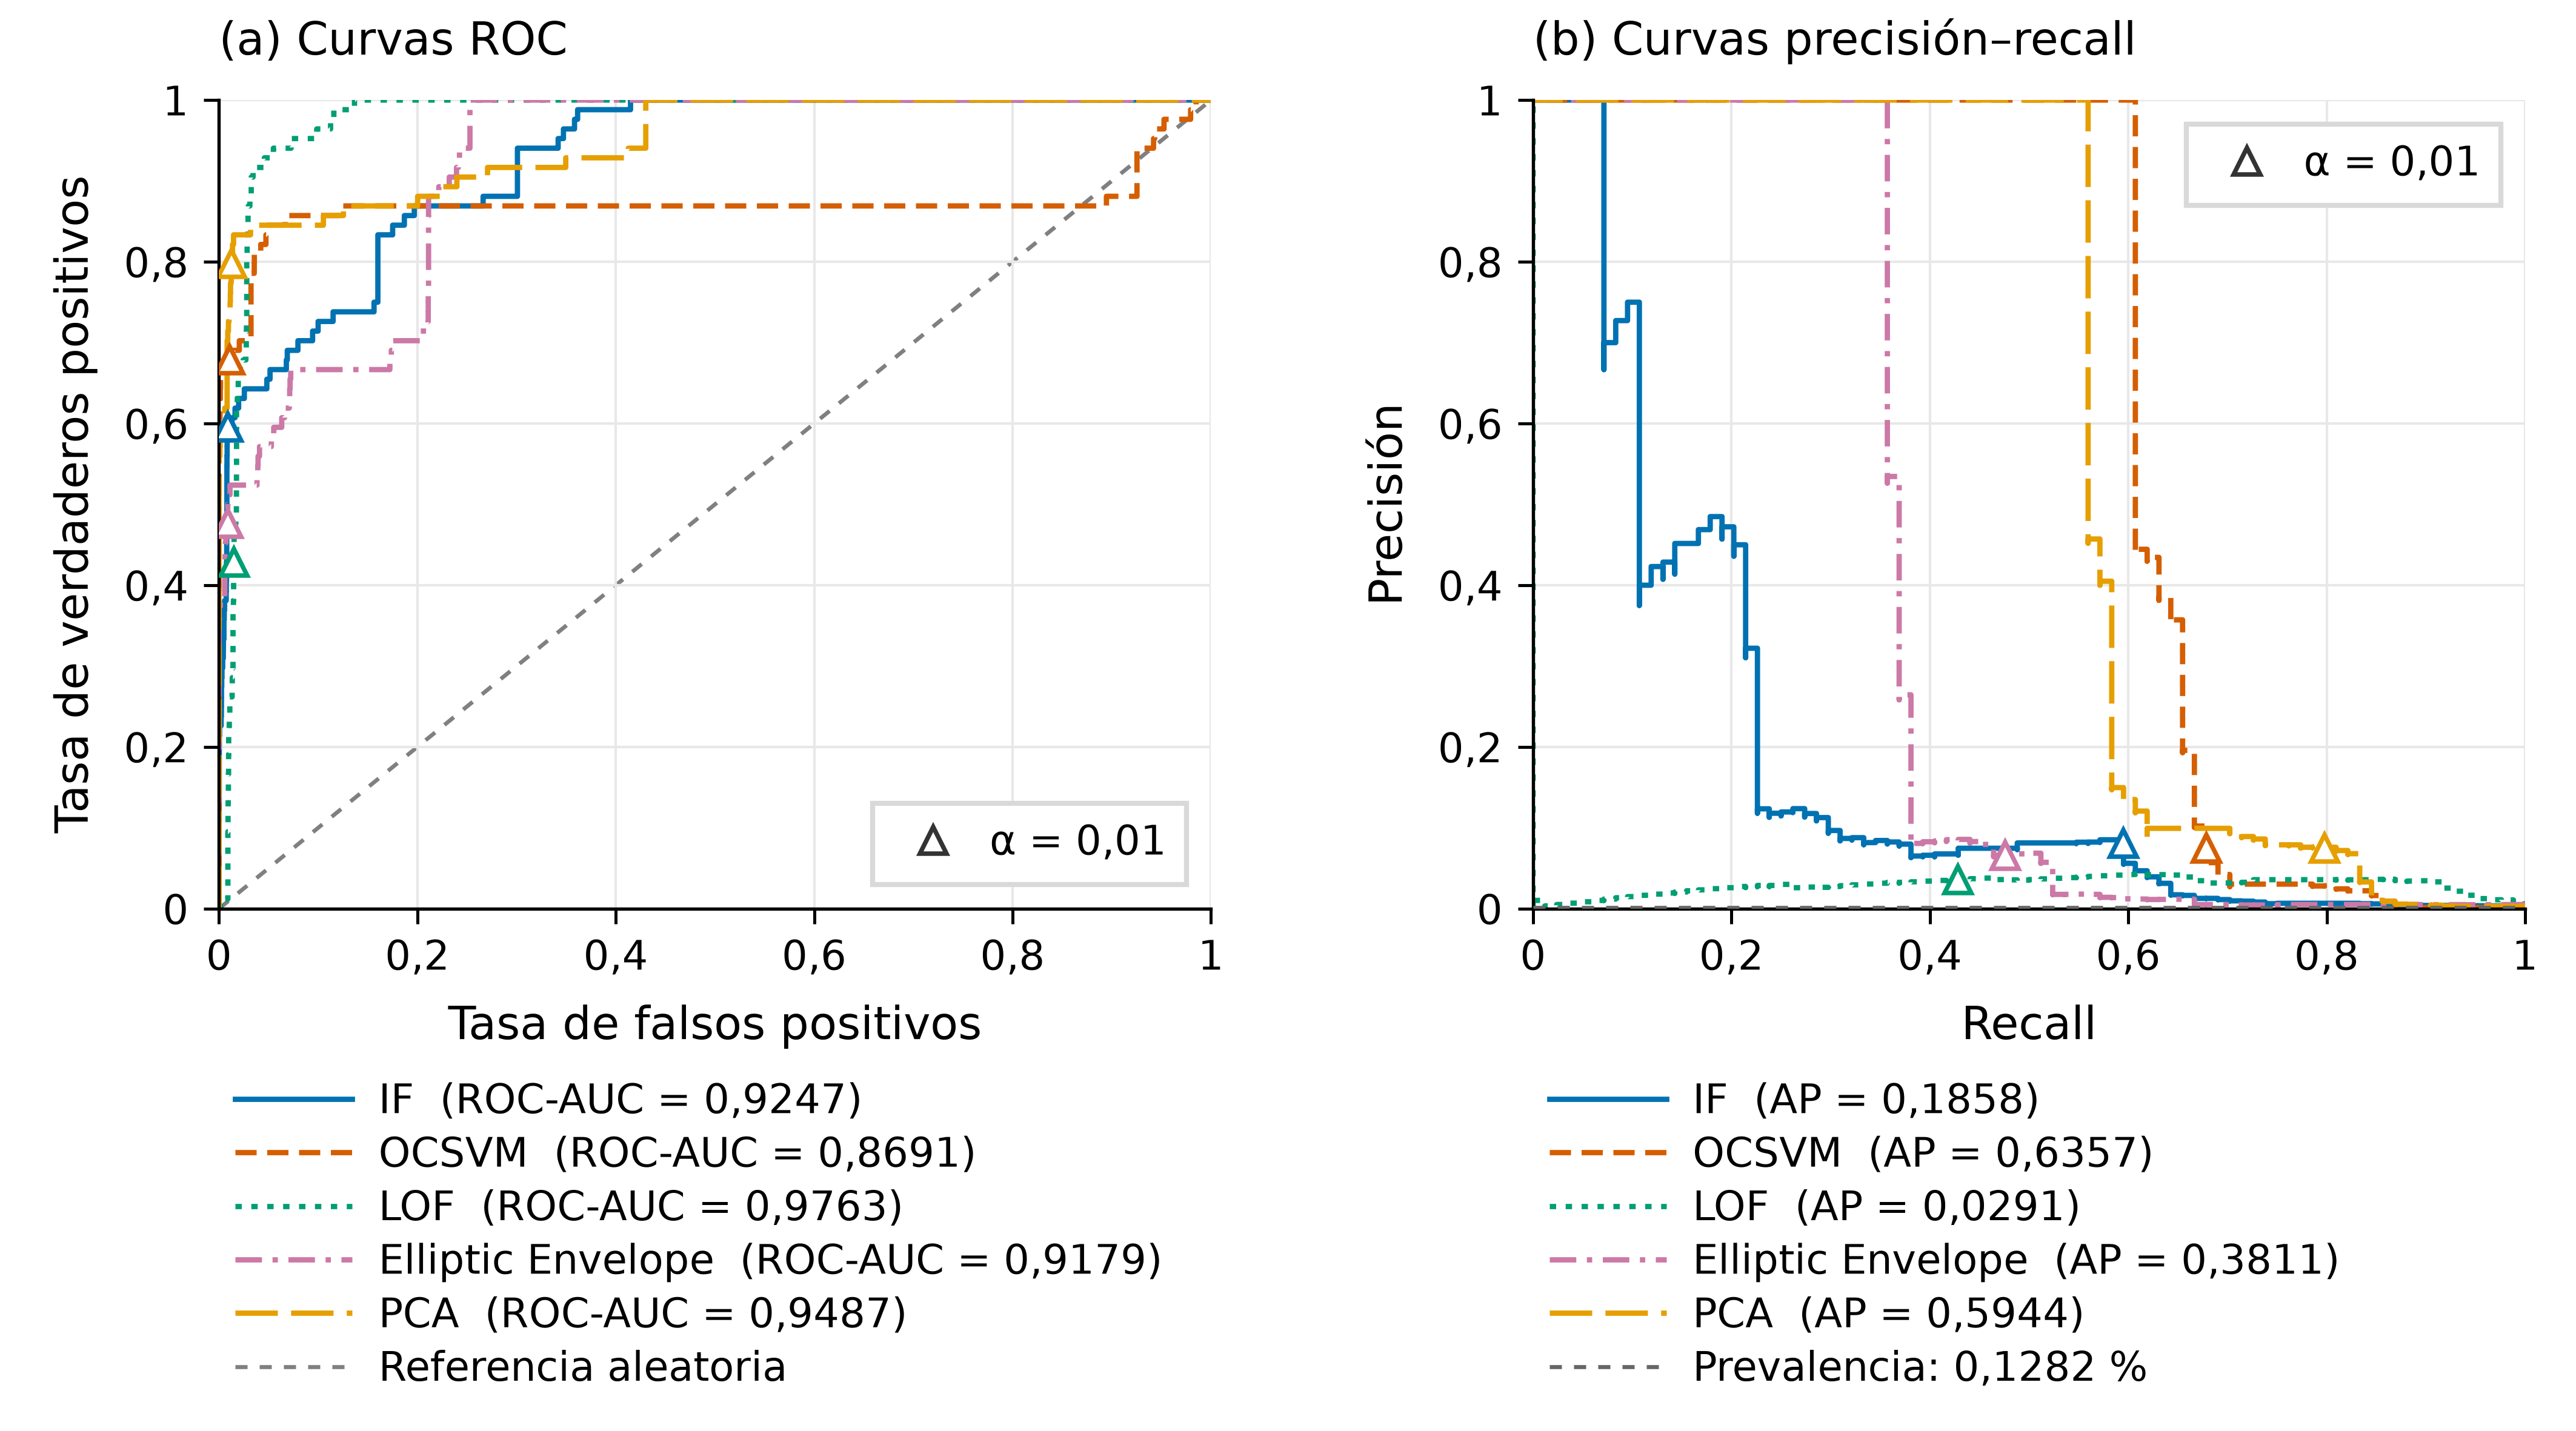 (a) Curvas ROC
Tasa de verdaderos positivos
1
0,8
0,6
0,4
0,2
0
0 0,2 0,4 0,6 0,8 1
α = 0,01
Tasa de falsos positivos
IF (ROC-AUC = 0,9247)
OCSVM (ROC-AUC = 0,8691)
LOF (ROC-AUC = 0,9763)
Elliptic Envelope (ROC-AUC = 0,9179)
PCA (ROC-AUC = 0,9487)
Referencia aleatoria
(b) Curvas precisión–recall
Precisión
1
0,8
0,6
0,4
0,2
0
0 0,2 0,4 0,6 0,8 1
α = 0,01
Recall
IF (AP = 0,1858)
OCSVM (AP = 0,6357)
LOF (AP = 0,0291)
Elliptic Envelope (AP = 0,3811)
PCA (AP = 0,5944)
Prevalencia: 0,1282 %